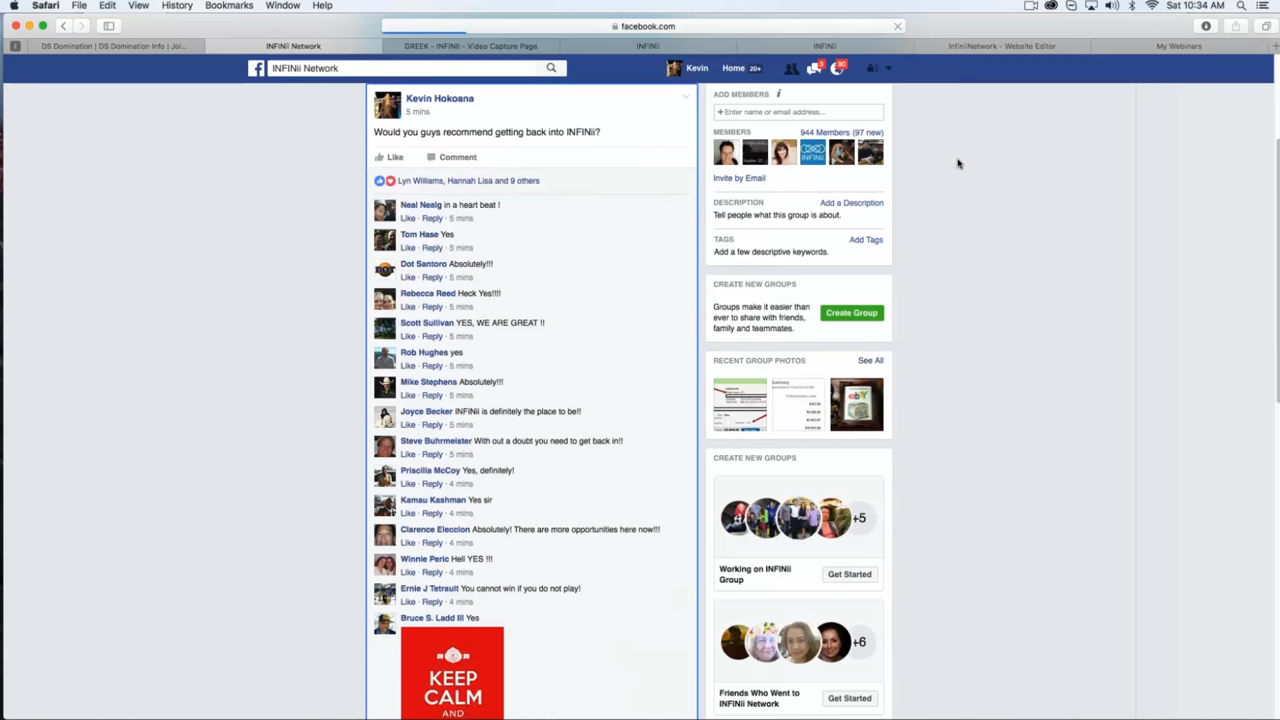 Safari File Edit View History Bookmarks Window Help
Sat 10:34 AM
facebook.com
DS Domination | DS Domination Info | Joi...
INFINii Network
GREEK - INFINII - Video Capture Page
INFINii
INFINii
InfiniiNetwork - Website Editor
My Webinars
INFINii Network
Kevin
Home 20+
Kevin Hokoana
5 mins
Would you guys recommend getting back into INFINii?
Like Comment
Lyn Williams, Hannah Lisa and 9 others
Neal Nealg in a heart beat !
Like · Reply · 5 mins
Tom Hase Yes
Like · Reply · 5 mins
Dot Santoro Absolutely!!!
Like · Reply · 5 mins
Rebecca Reed Heck Yes!!!!
Like · Reply · 5 mins
Scott Sullivan YES, WE ARE GREAT !!
Like · Reply · 5 mins
Rob Hughes yes
Like · Reply · 5 mins
Mike Stephens Absolutely!!!
Like · Reply · 5 mins
Joyce Becker INFINii is definitely the place to be!!
Like · Reply · 5 mins
Steve Buhrmeister With out a doubt you need to get back in!!
Like · Reply · 5 mins
Priscilla McCoy Yes, definitely!
Like · Reply · 4 mins
Kamau Kashman Yes sir
Like · Reply · 4 mins
Clarence Eleccion Absolutely! There are more opportunities here now!!!
Like · Reply · 4 mins
Winnie Peric Hell YES !!!
Like · Reply · 4 mins
Ernie J Tetrault You cannot win if you do not play!
Like · Reply · 4 mins
Bruce S. Ladd III Yes
KEEP
CALM
AND
ADD MEMBERS
+ Enter name or email address...
MEMBERS 944 Members (97 new)
INFINII
Invite by Email
DESCRIPTION Add a Description
Tell people what this group is about.
TAGS Add Tags
Add a few descriptive keywords.
CREATE NEW GROUPS
Groups make it easier than
ever to share with friends,
family and teammates.
Create Group
RECENT GROUP PHOTOS See All
ebY
CREATE NEW GROUPS
+5
Working on INFINii
Group
Get Started
+6
Friends Who Went to
INFINii Network
Get Started